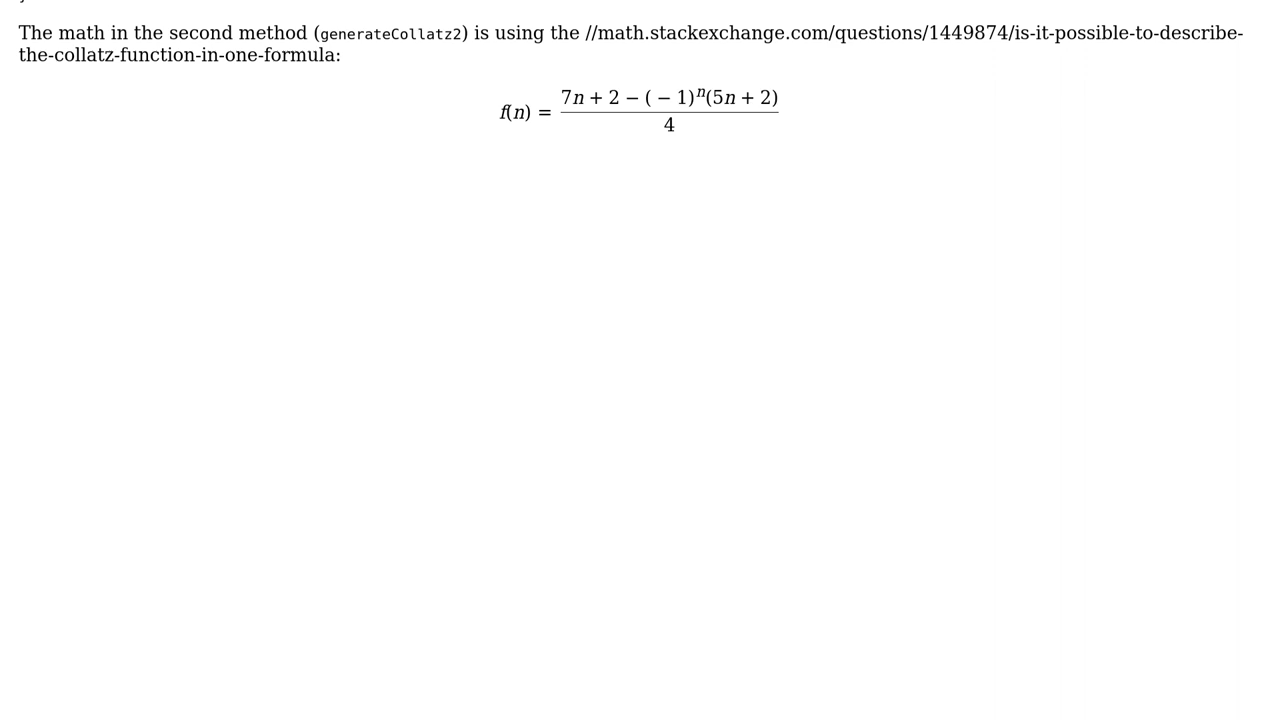 The math in the second method (generateCollatz2) is using the //math.stackexchange.com/questions/1449874/is-it-possible-to-describe-
the-collatz-function-in-one-formula:
f(n) = \frac{7n + 2 − ( − 1)^n(5n + 2)}{4}